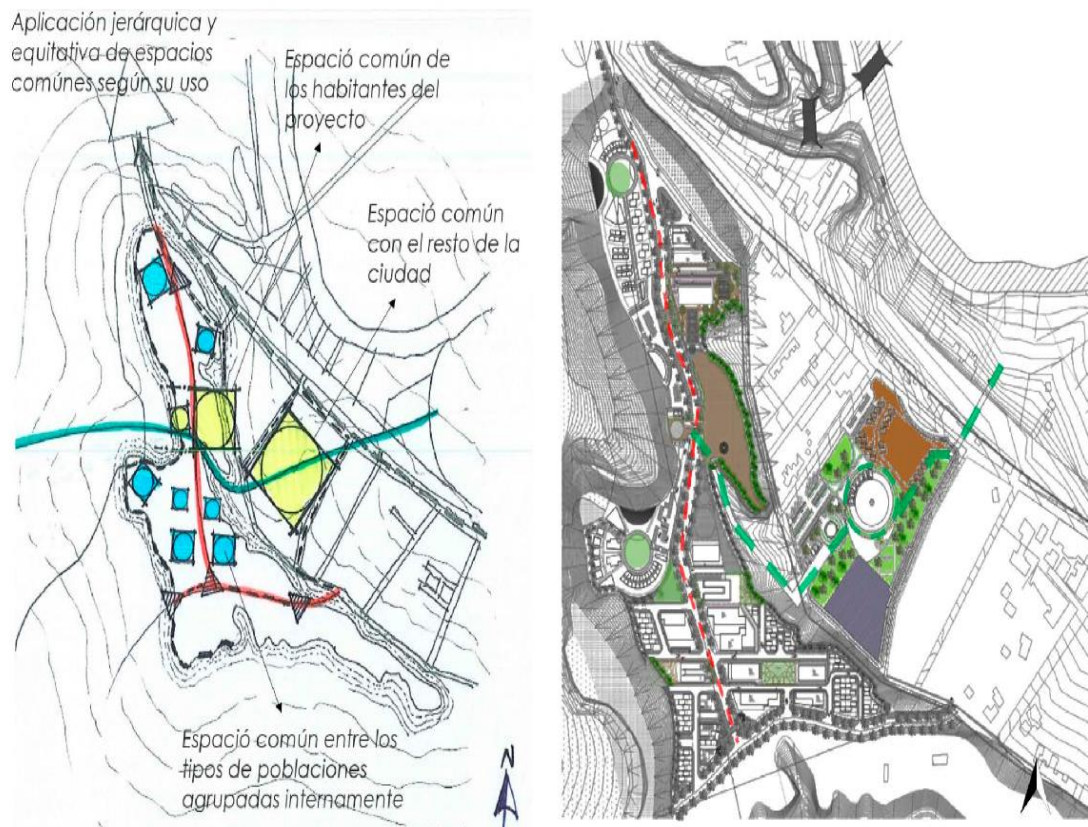 Aplicación jerárquica y
equitativa de espacios
comúnes según su uso
Espació común de
los habitantes del
proyecto
Espació común
con el resto de la
ciudad
Espació común entre los
tipos de poblaciones
agrupadas internamente
N